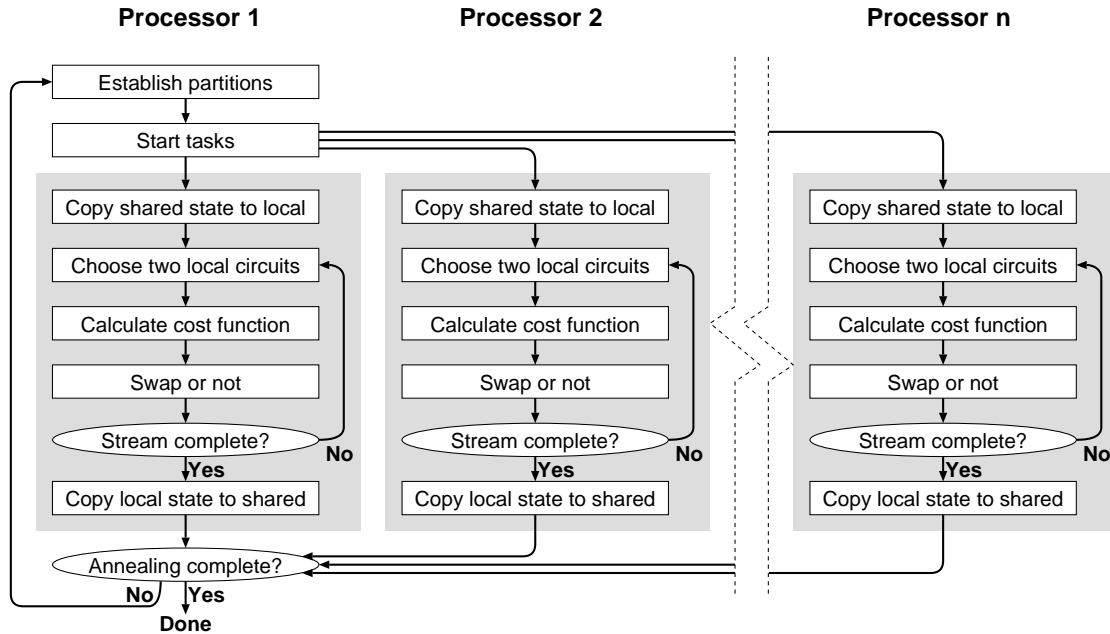 Processor 1
Processor 2
Processor n
Establish partitions
Start tasks
Copy shared state to local
Choose two local circuits
Calculate cost function
Swap or not
Stream complete?
No
Yes
Copy local state to shared
Copy shared state to local
Choose two local circuits
Calculate cost function
Swap or not
Stream complete?
No
Yes
Copy local state to shared
Copy shared state to local
Choose two local circuits
Calculate cost function
Swap or not
Stream complete?
No
Yes
Copy local state to shared
Annealing complete?
No
Yes
Done